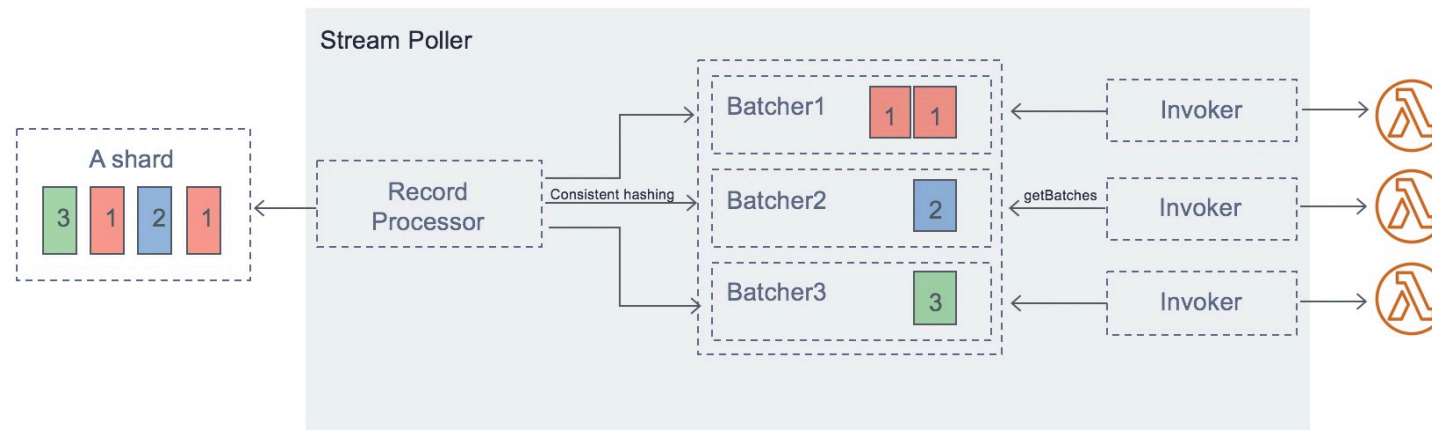 Stream Poller
A shard
3 1 2 1
Record
Processor
Consistent hashing
Batcher1
1 1
Batcher2
2
Batcher3
3
getBatches
Invoker
Invoker
Invoker